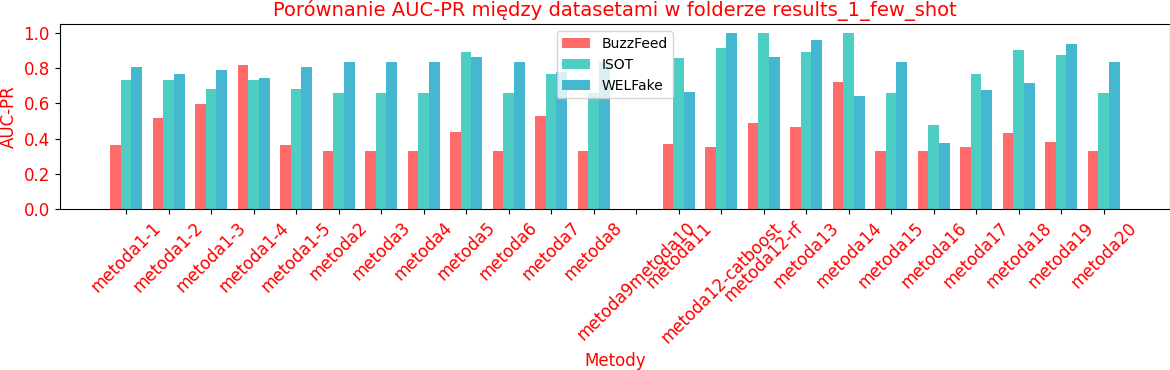 Porównanie AUC-PR między datasetami w folderze results_1_few_shot
AUC-PR
1.0
0.8
0.6
0.4
0.2
0.0
BuzzFeed
ISOT
WELFake
metoda1-1
metoda1-2
metoda1-3
metoda1-4
metoda1-5
metoda2
metoda3
metoda4
metoda5
metoda6
metoda7
metoda8
metoda9metoda10
metoda11
metoda12-catboost
metoda12-rf
metoda13
metoda14
metoda15
metoda16
metoda17
metoda18
metoda19
metoda20
Metody